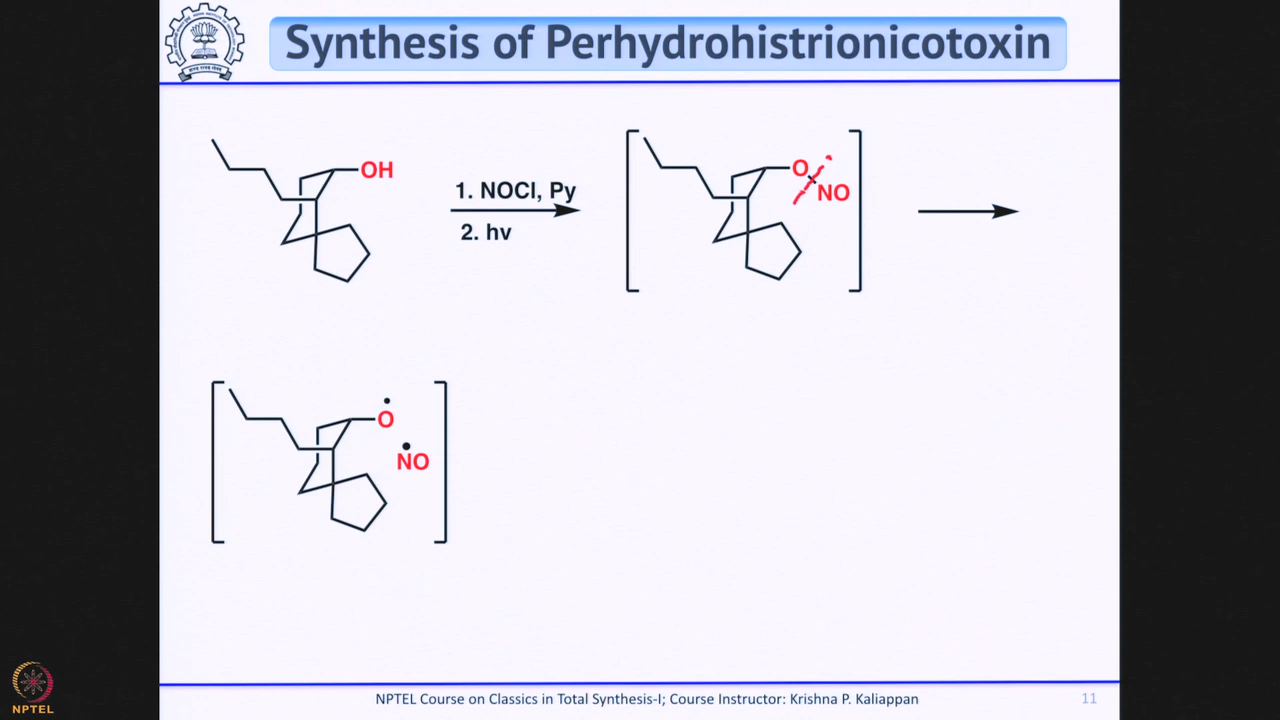 Synthesis of Perhydrohistrionicotoxin
OH
1. NOCl, Py
2. hv
O
NO
O
NO
NPTEL
NPTEL Course on Classics in Total Synthesis-I; Course Instructor: Krishna P. Kaliappan
11